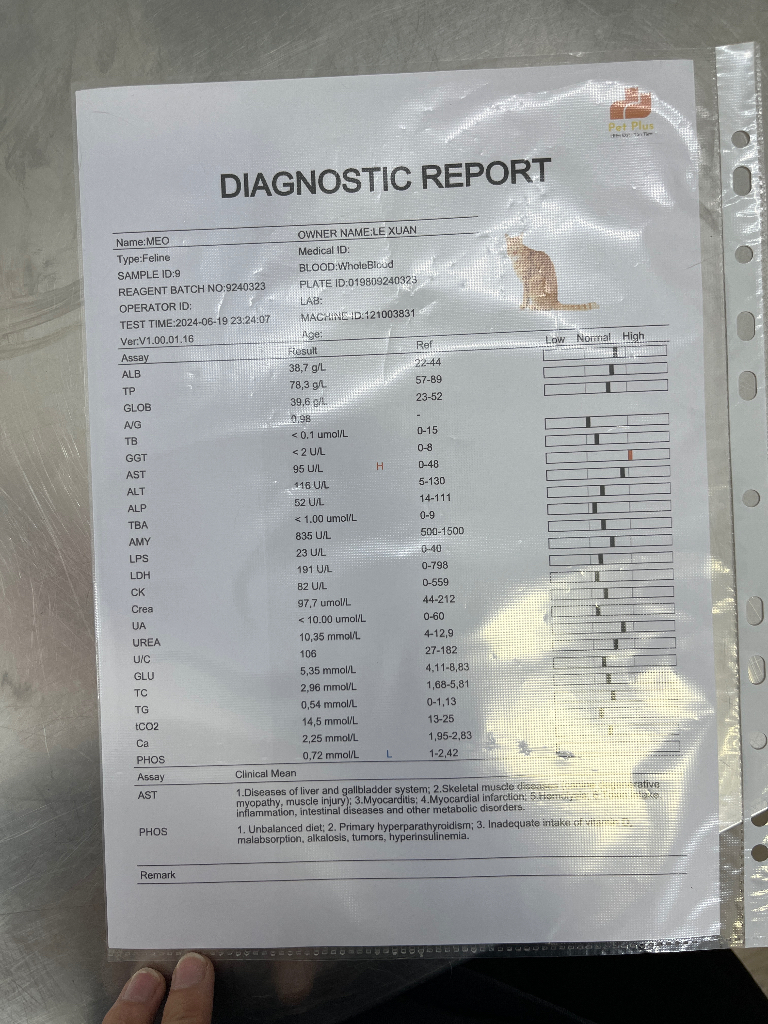 Pet Plus
DIAGNOSTIC REPORT
Name:MEO OWNER NAME:LE XUAN
Type:Feline Medical ID:
SAMPLE ID:9 BLOOD:WholeBlood
REAGENT BATCH NO:9240323 PLATE ID:019809240323
OPERATOR ID: LAB:
TEST TIME:2024-06-19 23:24:07 MACHINE ID:121003831
Ver:V1.00.01.16 Age:
Assay Result Ref Low Normal High
ALB 38,7 g/L 22-44
TP 78,3 g/L 57-89
GLOB 39,6 g/L 23-52
A/G 0,98 -
TB < 0.1 umol/L 0-15
GGT < 2 U/L 0-8
AST 95 U/L H 0-48
ALT 116 U/L 5-130
ALP 52 U/L 14-111
TBA < 1.00 umol/L 0-9
AMY 835 U/L 500-1500
LPS 23 U/L 0-40
LDH 191 U/L 0-798
CK 82 U/L 0-559
Crea 97,7 umol/L 44-212
UA < 10.00 umol/L 0-60
UREA 10,35 mmol/L 4-12,9
U/C 106 27-182
GLU 5,35 mmol/L 4,11-8,83
TC 2,96 mmol/L 1,68-5,81
TG 0,54 mmol/L 0-1,13
tCO2 14,5 mmol/L 13-25
Ca 2,25 mmol/L 1,95-2,83
PHOS 0,72 mmol/L L 1-2,42
Assay Clinical Mean
AST 1.Diseases of liver and gallbladder system; 2.Skeletal muscle
myopathy, muscle injury); 3.Myocarditis; 4.Myocardial infarction;
inflammation, intestinal diseases and other metabolic disorders.
PHOS 1. Unbalanced diet; 2. Primary hyperparathyroidism; 3. Inadequate intake of vitamin D,
malabsorption, alkalosis, tumors, hyperinsulinemia.
Remark